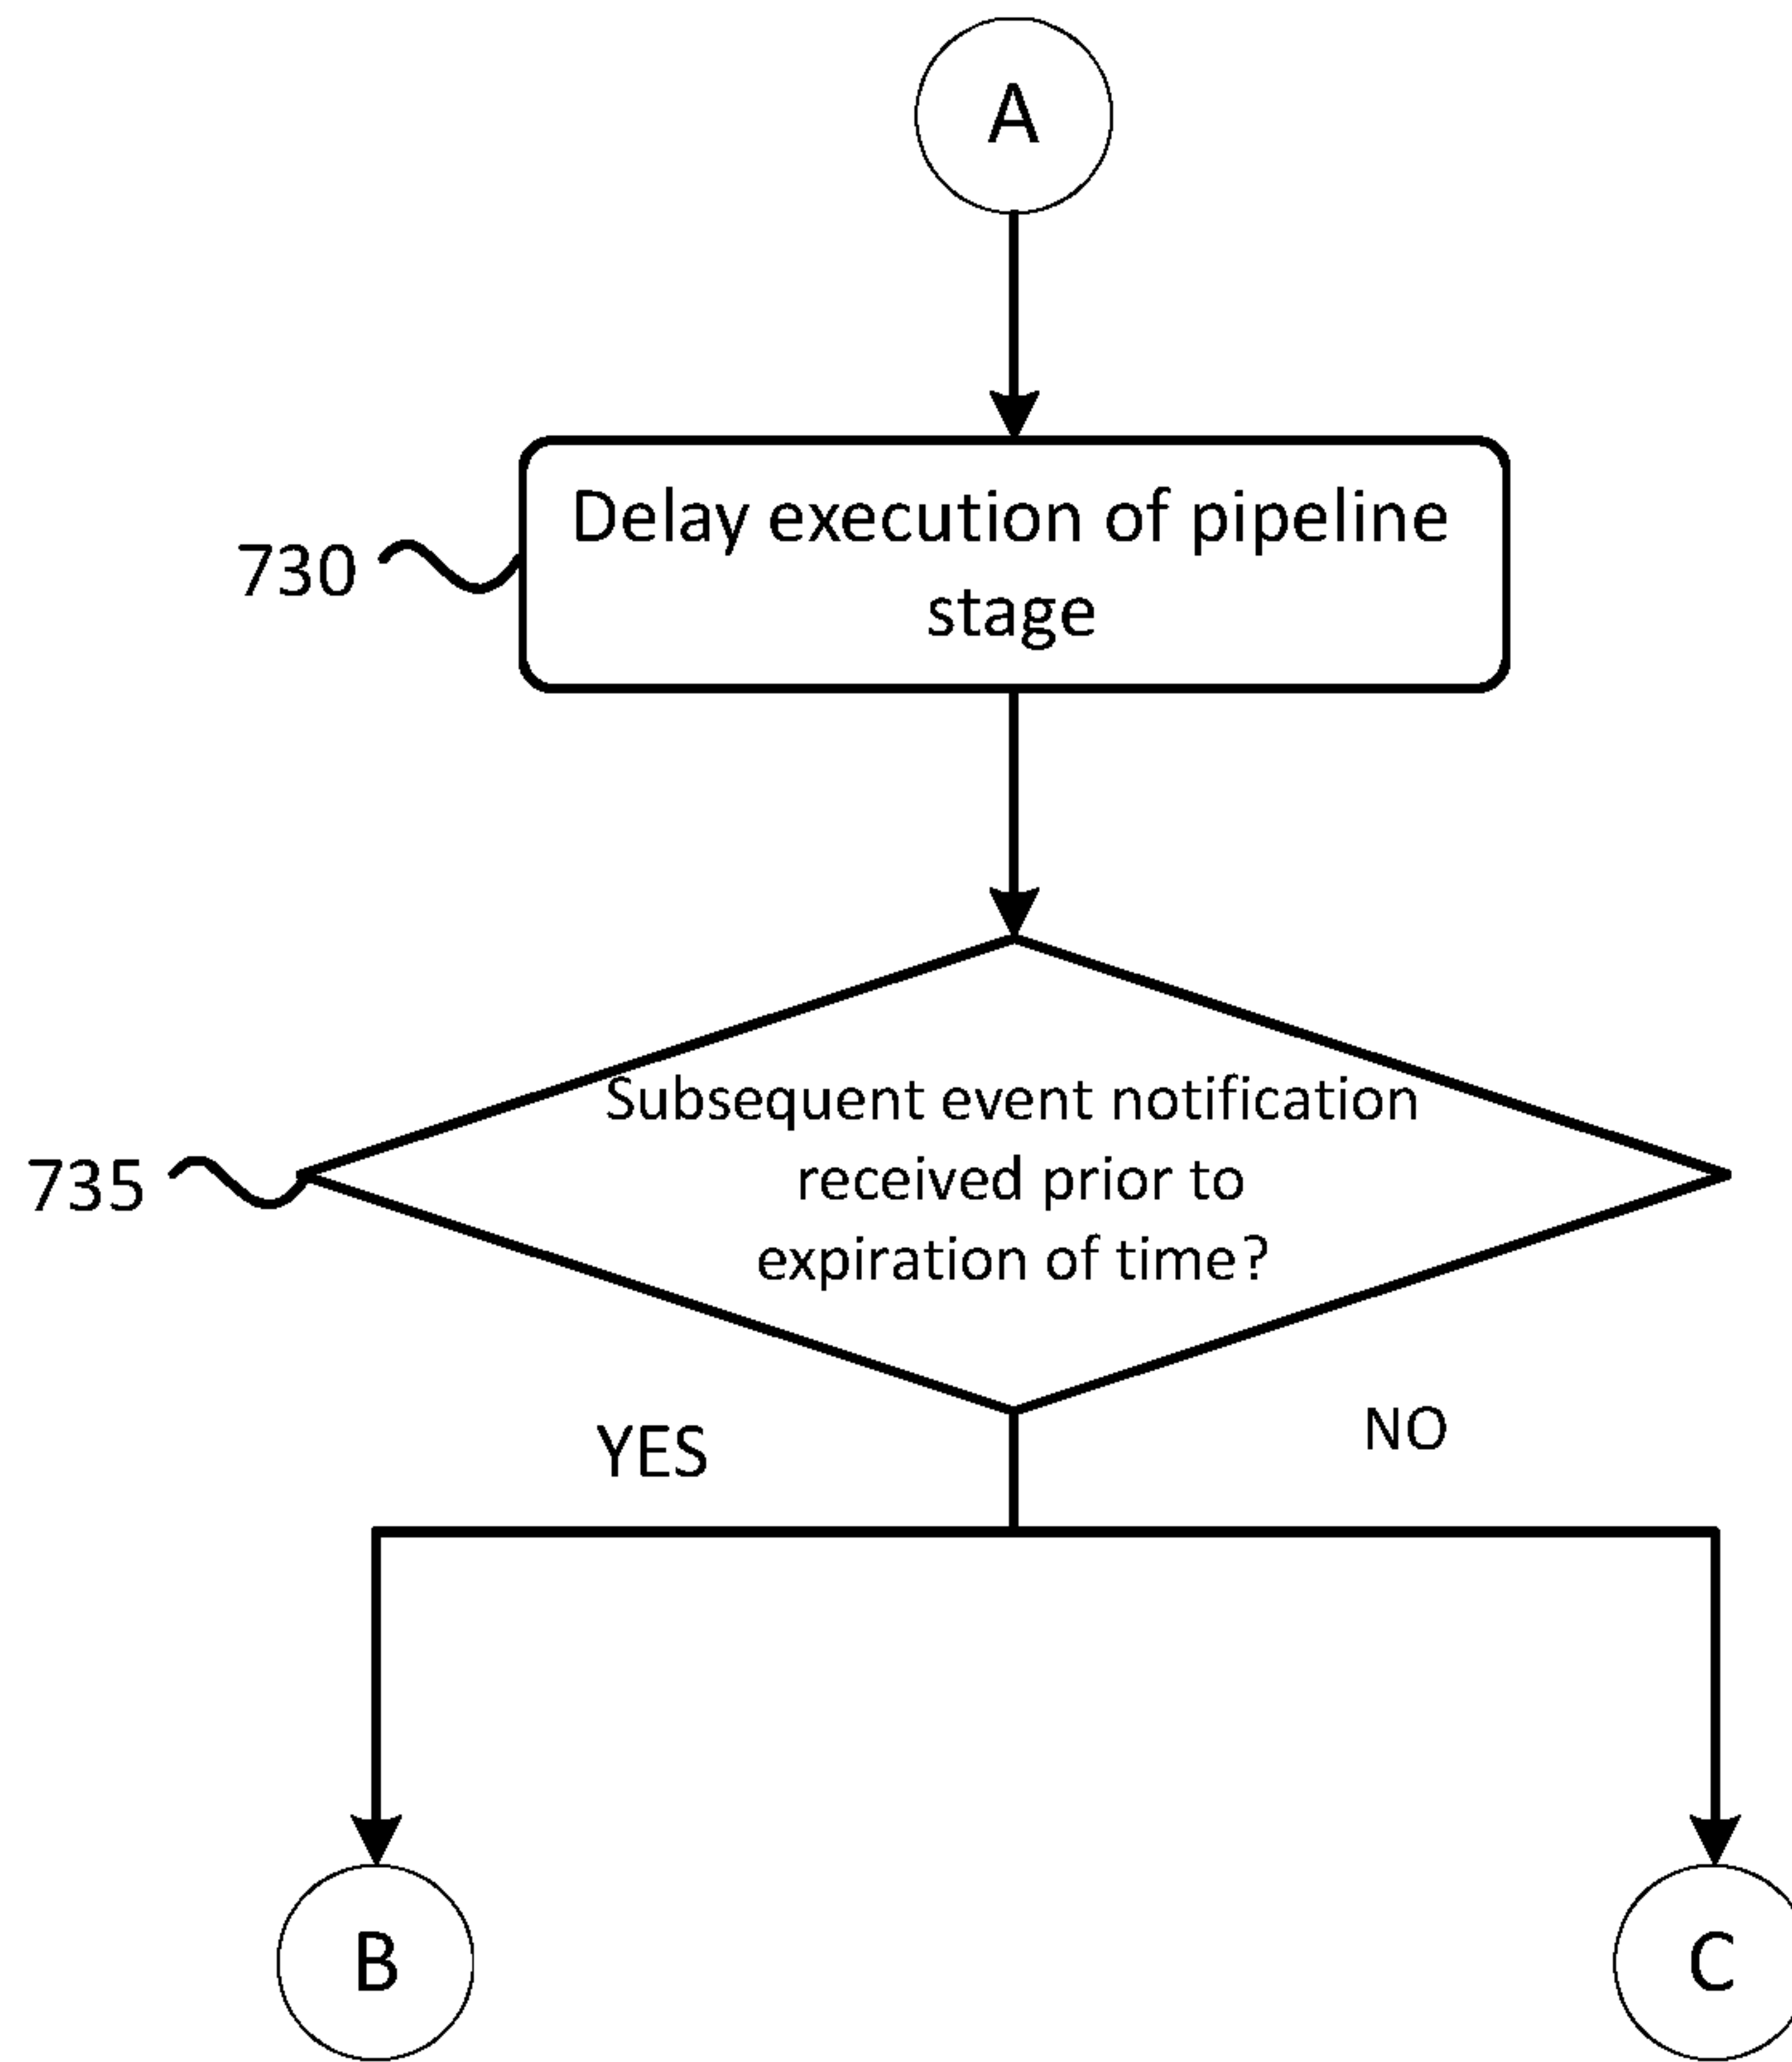 A
Delay execution of pipeline
stage
730
Subsequent event notification
received prior to
expiration of time?
735
YES
NO
B
C